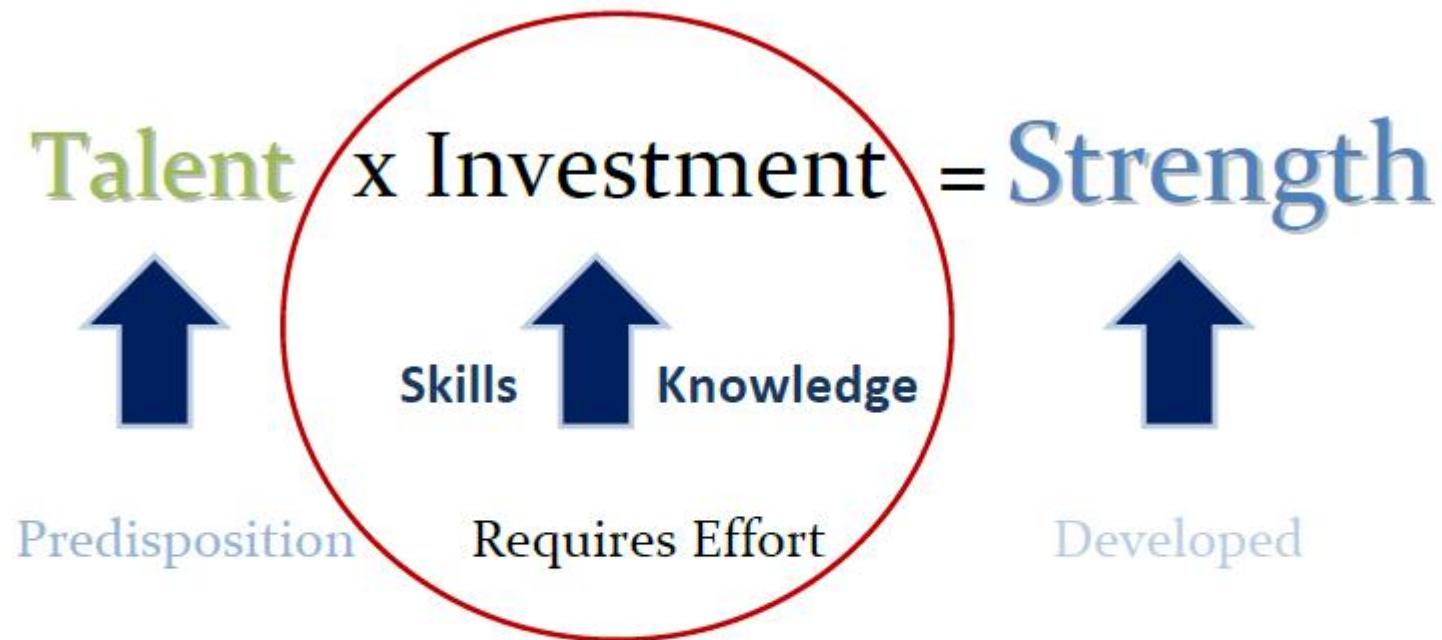 Talent x Investment = Strength
Skills Knowledge
Predisposition Requires Effort Developed